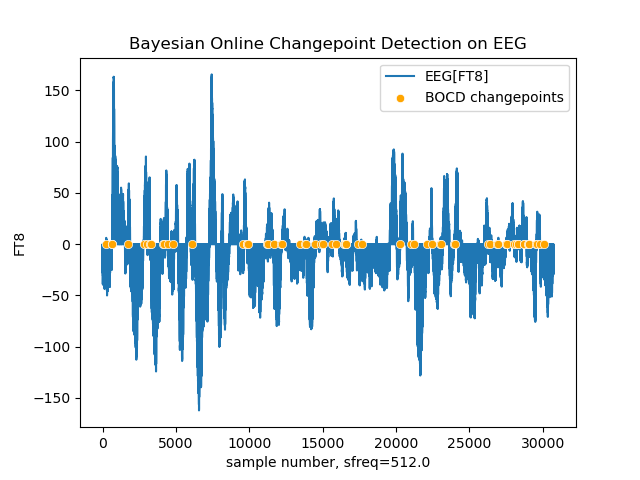 Bayesian Online Changepoint Detection on EEG
EEG[FT8]
BOCD changepoints
150
100
50
0
−50
−100
−150
FT8
0 5000 10000 15000 20000 25000 30000
sample number, sfreq=512.0